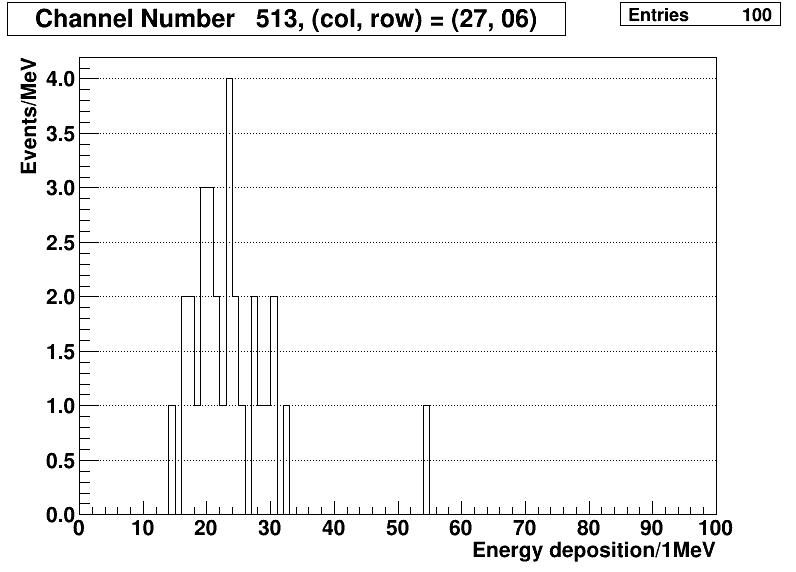 Channel Number 513, (col, row) = (27, 06)
Entries 100
Events/MeV
4.0
3.5
3.0
2.5
2.0
1.5
1.0
0.5
0.0
0 10 20 30 40 50 60 70 80 90 100
Energy deposition/1MeV